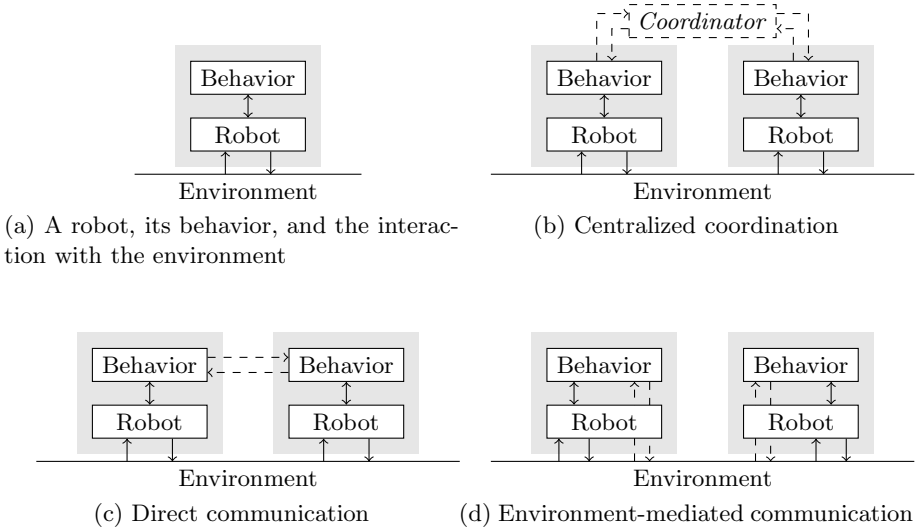 Behavior
Robot
Environment
(a) A robot, its behavior, and the interac-
tion with the environment
Coordinator
Behavior Behavior
Robot Robot
Environment
(b) Centralized coordination
Behavior Behavior
Robot Robot
Environment
(c) Direct communication
Behavior Behavior
Robot Robot
Environment
(d) Environment-mediated communication